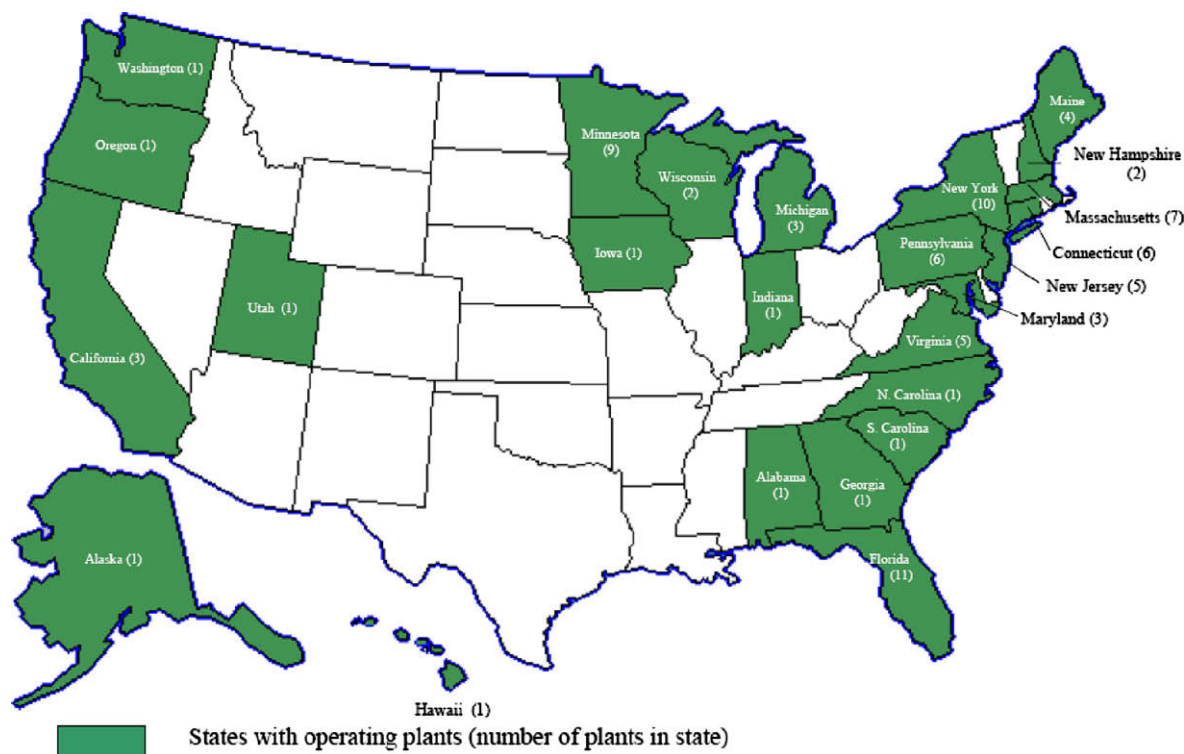 Washington (1)
Oregon (1)
California (3)
Utah (1)
Minnesota
(9)
Wisconsin
(2)
Iowa (1)
Michigan
(3)
Indiana
(1)
Maine
(4)
New Hampshire
(2)
New York
(10)
Massachusetts (7)
Connecticut (6)
Pennsylvania
(6)
New Jersey (5)
Maryland (3)
Virginia (5)
N. Carolina (1)
S. Carolina
(1)
Alabama
(1)
Georgia
(1)
Florida
(11)
Alaska (1)
Hawaii (1)
States with operating plants (number of plants in state)